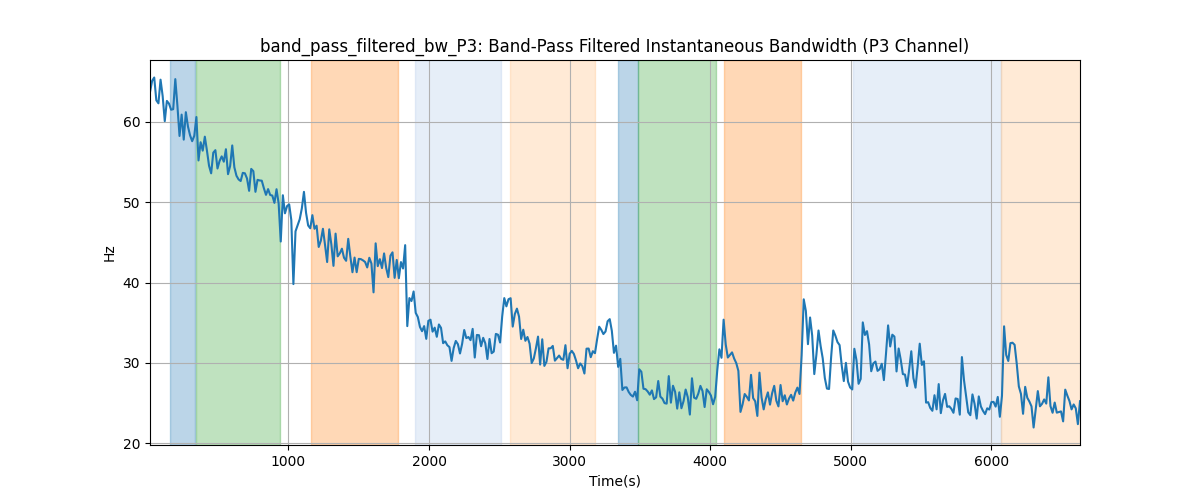 band_pass_filtered_bw_P3: Band-Pass Filtered Instantaneous Bandwidth (P3 Channel)
60
50
40
30
20
Hz
1000 2000 3000 4000 5000 6000
Time(s)